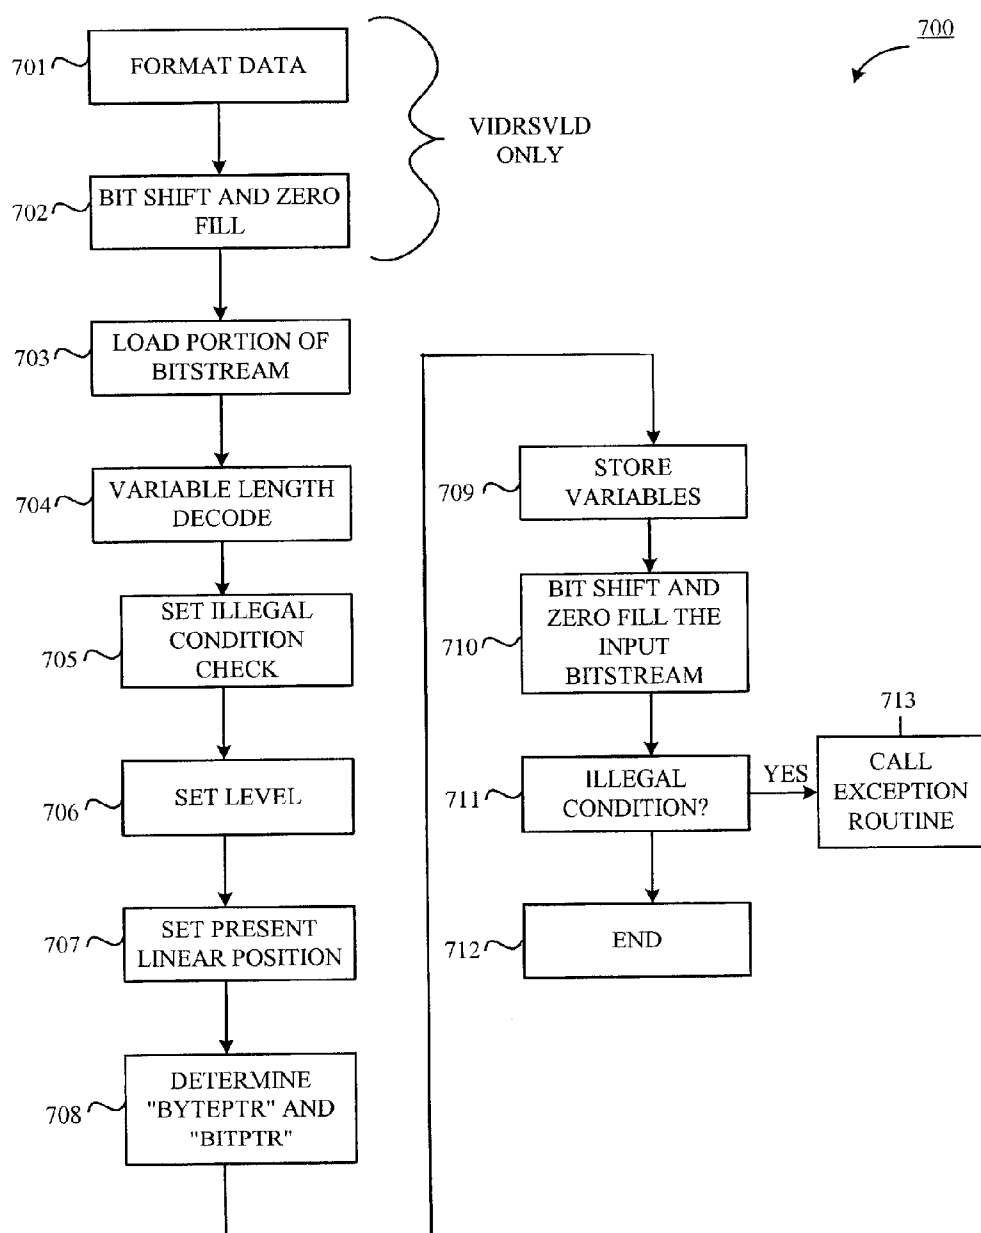 700
701
FORMAT DATA
VIDRSVLD
ONLY
702
BIT SHIFT AND ZERO
FILL
703
LOAD PORTION OF
BITSTREAM
704
VARIABLE LENGTH
DECODE
705
SET ILLEGAL
CONDITION
CHECK
706
SET LEVEL
707
SET PRESENT
LINEAR POSITION
708
DETERMINE
"BYTEPTR" AND
"BITPTR"
709
STORE
VARIABLES
710
BIT SHIFT AND
ZERO FILL THE
INPUT
BITSTREAM
711
ILLEGAL
CONDITION?
YES
713
CALL
EXCEPTION
ROUTINE
712
END